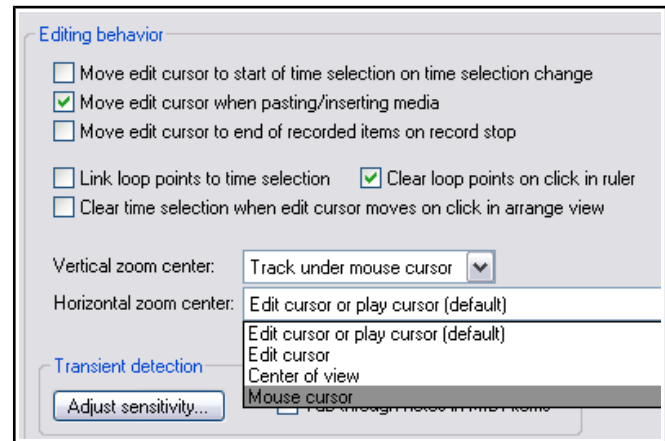 Editing behavior
Move edit cursor to start of time selection on time selection change
Move edit cursor when pasting/inserting media
Move edit cursor to end of recorded items on record stop
Link loop points to time selection Clear loop points on click in ruler
Clear time selection when edit cursor moves on click in arrange view
Vertical zoom center: Track under mouse cursor
Horizontal zoom center: Edit cursor or play cursor (default)
Edit cursor or play cursor (default)
Edit cursor
Transient detection
Center of view
Mouse cursor
Adjust sensitivity...